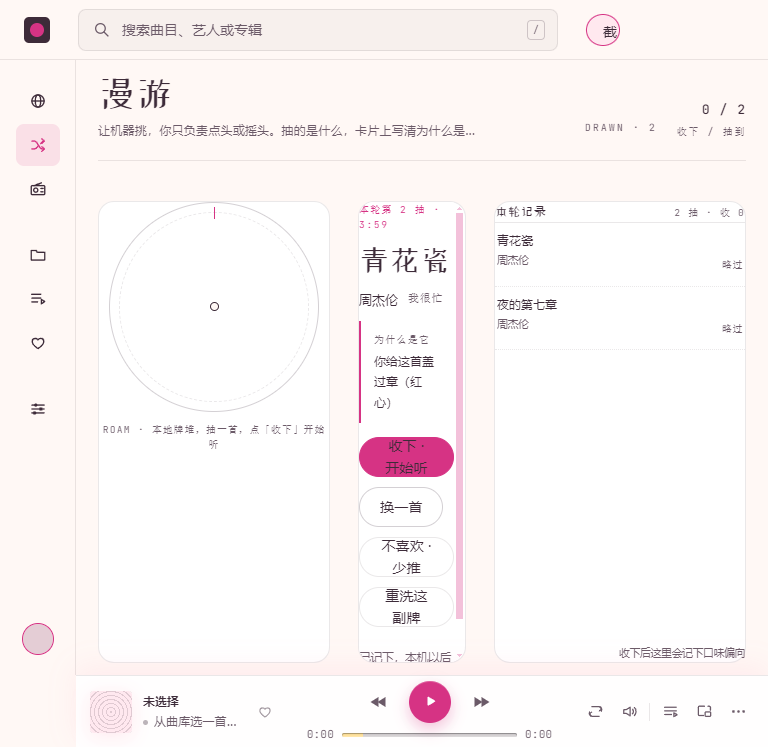 搜索曲目、艺人或专辑
/
截
漫游
让机器挑，你只负责点头或摇头。抽的是什么，卡片上写清为什么是…
DRAWN · 2
0 / 2
收下 / 抽到
ROAM · 本地牌堆，抽一首，点「收下」开始
听
本轮第 2 抽 ·
3:59
青花瓷
周杰伦 我很忙
为什么是它
你给这首盖
过章（红
心）
收下 ·
开始听
换一首
不喜欢 ·
少推
重洗这
副牌
记下，本机以后
本轮记录
2 抽 · 收 0
青花瓷
周杰伦
略过
夜的第七章
周杰伦
略过
收下后这里会记下口味偏向
未选择
从曲库选一首…
0:00
0:00